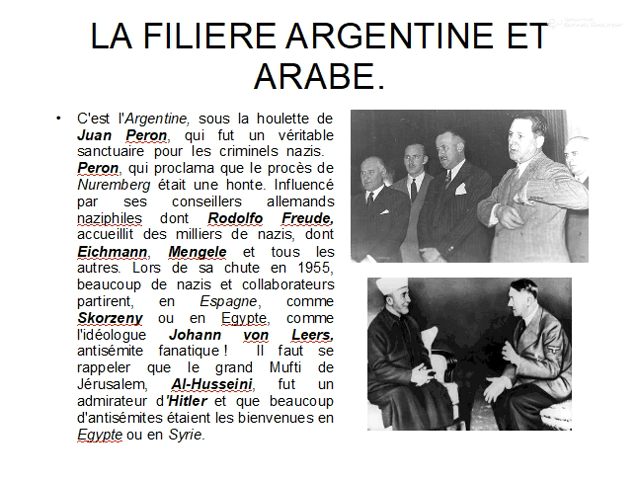 LA FILIERE ARGENTINE ET
ARABE.
• C'est l'Argentine, sous la houlette de
Juan Peron, qui fut un véritable
sanctuaire pour les criminels nazis.
Peron, qui proclama que le procès de
Nuremberg était une honte. Influencé
par ses conseillers allemands
naziphiles dont Rodolfo Freude,
accueillit des milliers de nazis, dont
Eichmann, Mengele et tous les
autres. Lors de sa chute en 1955,
beaucoup de nazis et collaborateurs
partirent, en Espagne, comme
Skorzeny ou en Egypte, comme
l'idéologue Johann von Leers,
antisémite fanatique ! Il faut se
rappeler que le grand Mufti de
Jérusalem, Al-Husseini, fut un
admirateur d'Hitler et que beaucoup
d'antisémites étaient les bienvenues en
Egypte ou en Syrie.